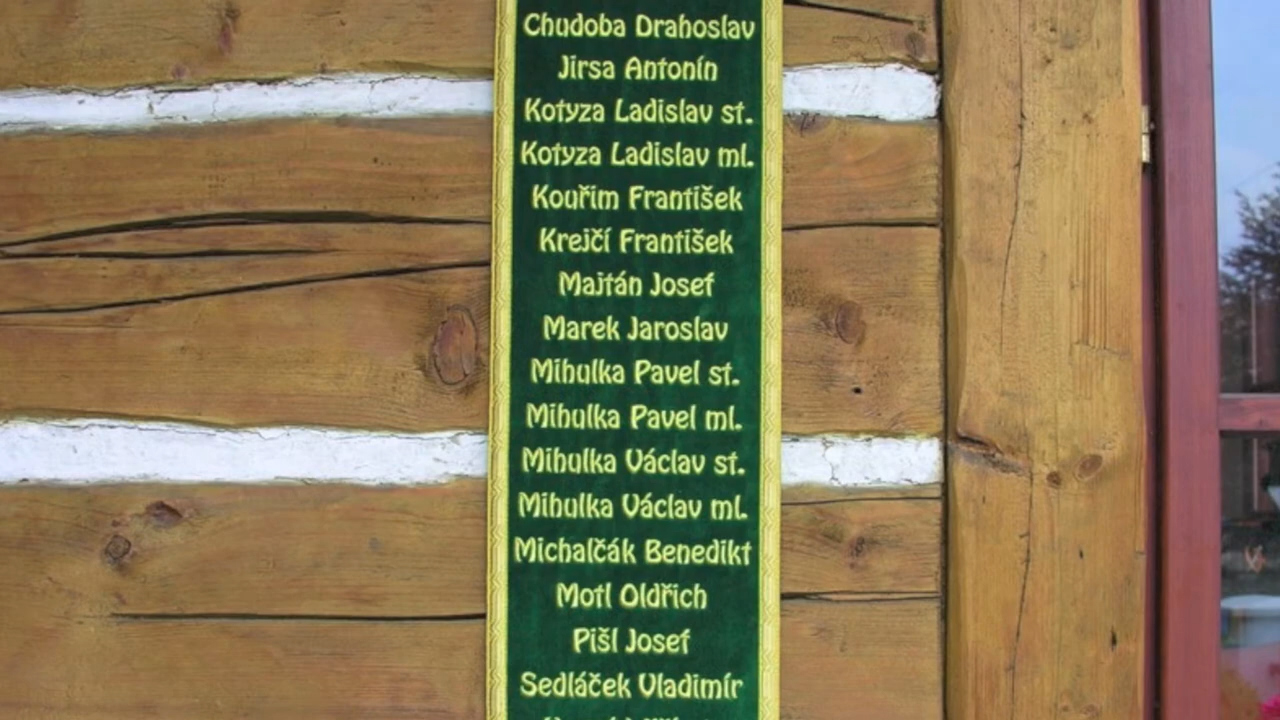 Chudoba Drahoslav
Jirsa Antonín
Kotyza Ladislav st.
Kotyza Ladislav ml.
Kouřim František
Krejčí František
Majtán Josef
Marek Jaroslav
Mihulka Pavel st.
Mihulka Pavel ml.
Mihulka Václav st.
Mihulka Václav ml.
Michalčák Benedikt
Motl Oldřich
Pišl Josef
Sedláček Vladimír